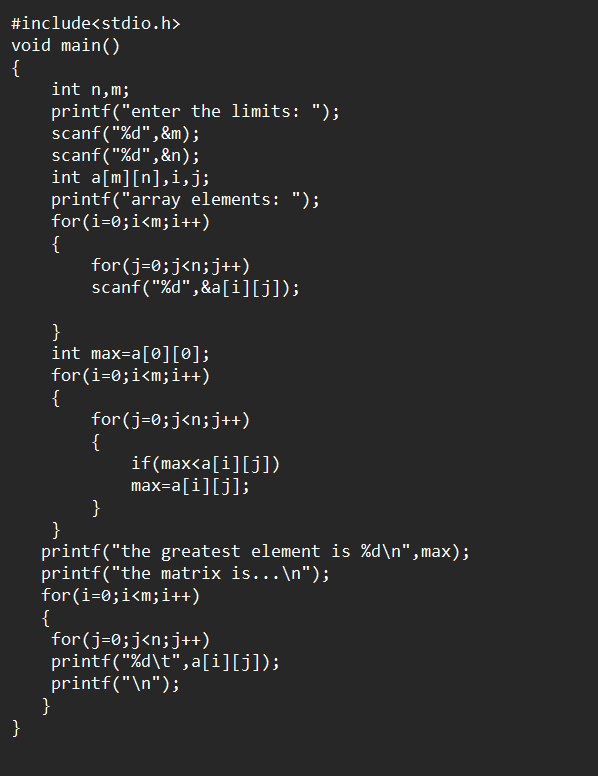 #include<stdio.h>
void main()
{
    int n,m;
    printf("enter the limits: ");
    scanf("%d",&m);
    scanf("%d",&n);
    int a[m][n],i,j;
    printf("array elements: ");
    for(i=0;i<m;i++)
    {
        for(j=0;j<n;j++)
        scanf("%d",&a[i][j]);

    }
    int max=a[0][0];
    for(i=0;i<m;i++)
    {
        for(j=0;j<n;j++)
        {
            if(max<a[i][j])
            max=a[i][j];
        }
    }
   printf("the greatest element is %d\n",max);
   printf("the matrix is...\n");
   for(i=0;i<m;i++)
   {
    for(j=0;j<n;j++)
    printf("%d\t",a[i][j]);
    printf("\n");
   }
}